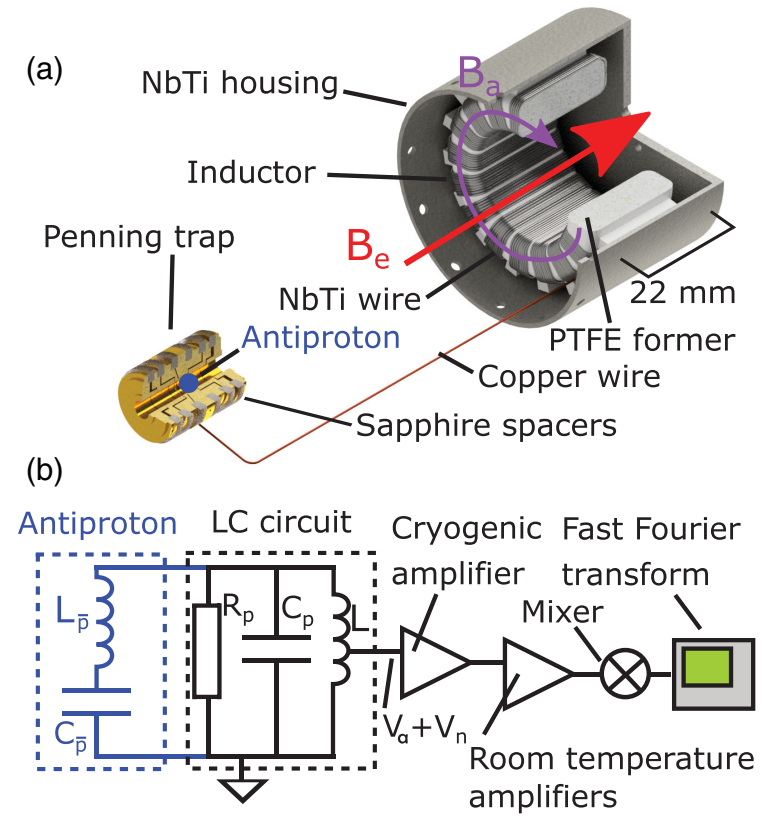 (a)
NbTi housing
Bₐ
Inductor
Penning trap
Bₑ
NbTi wire
22 mm
Antiproton
PTFE former
Copper wire
Sapphire spacers
(b)
Antiproton
LC circuit
Cryogenic
amplifier
Fast Fourier
transform
Mixer
Lp̄
Rp
Cp
L
Cp̄
Vₐ+Vₙ
Room temperature
amplifiers